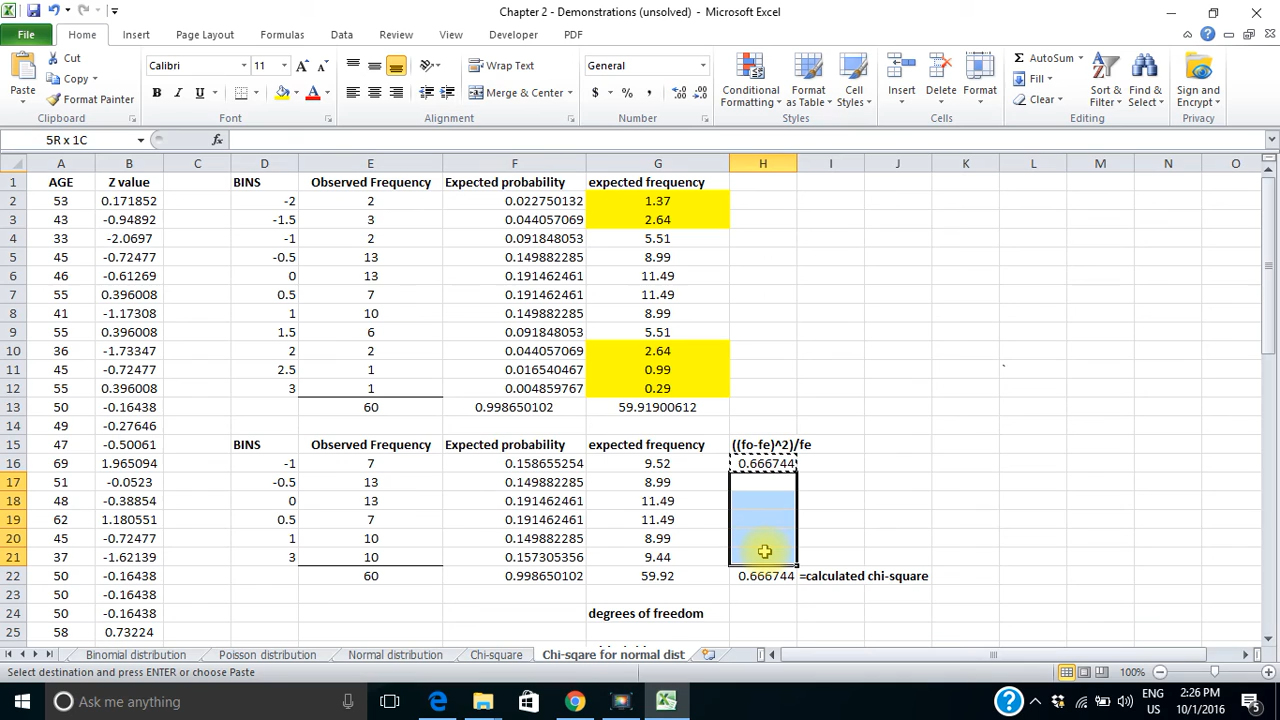 Chapter 2 - Demonstrations (unsolved) - Microsoft Excel
File Home Insert Page Layout Formulas Data Review View Developer PDF
Paste Cut Copy Format Painter Clipboard
Calibri 11 Font
Wrap Text Merge & Center Alignment
General Number
Conditional Formatting Format as Table Cell Styles Styles
Insert Delete Format Cells
AutoSum Fill Clear Sort & Filter Find & Select Editing
Sign and Encrypt Privacy
5R x 1C fx
A B C D E F G H I J K L M N O
1 AGE Z value BINS Observed Frequency Expected probability expected frequency
2 53 0.171852 -2 2 0.022750132 1.37
3 43 -0.94892 -1.5 3 0.044057069 2.64
4 33 -2.0697 -1 2 0.091848053 5.51
5 45 -0.72477 -0.5 13 0.149882285 8.99
6 46 -0.61269 0 13 0.191462461 11.49
7 55 0.396008 0.5 7 0.191462461 11.49
8 41 -1.17308 1 10 0.149882285 8.99
9 55 0.396008 1.5 6 0.091848053 5.51
10 36 -1.73347 2 2 0.044057069 2.64
11 45 -0.72477 2.5 1 0.016540467 0.99
12 55 0.396008 3 1 0.004859767 0.29
13 50 -0.16438 60 0.998650102 59.91900612
14 49 -0.27646
15 47 -0.50061 BINS Observed Frequency Expected probability expected frequency ((fo-fe)^2)/fe
16 69 1.965094 -1 7 0.158655254 9.52 0.666744
17 51 -0.0523 -0.5 13 0.149882285 8.99
18 48 -0.38854 0 13 0.191462461 11.49
19 62 1.180551 0.5 7 0.191462461 11.49
20 45 -0.72477 1 10 0.149882285 8.99
21 37 -1.62139 3 10 0.157305356 9.44
22 50 -0.16438 60 0.998650102 59.92 0.666744 =calculated chi-square
23 50 -0.16438
24 50 -0.16438 degrees of freedom
25 58 0.73224
Binomial distribution Poisson distribution Normal distribution Chi-square Chi-sqare for normal dist
Select destination and press ENTER or choose Paste 100%
Ask me anything ENG 2:26 PM
US 10/1/2016 5